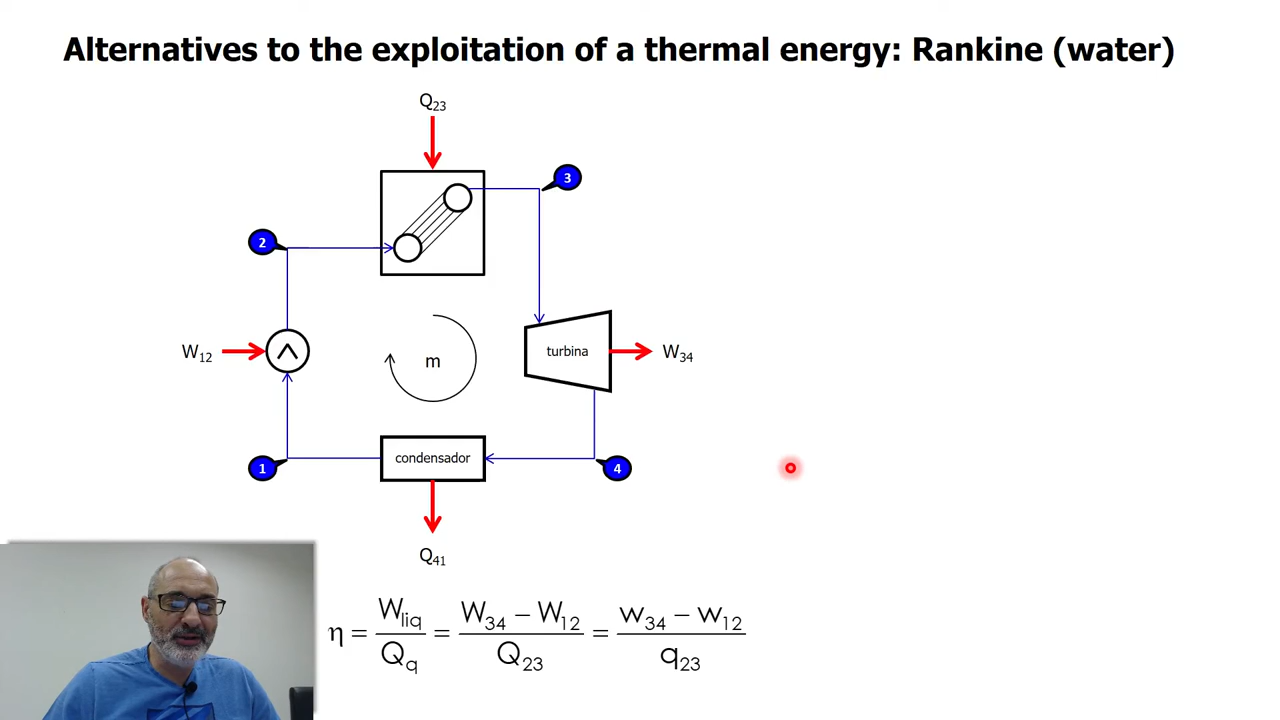 Alternatives to the exploitation of a thermal energy: Rankine (water)
Q23
3
2
W12
m
turbina
W34
1
condensador
4
Q41
η = Wliq / Qq = W34 − W12 / Q23 = w34 − w12 / q23